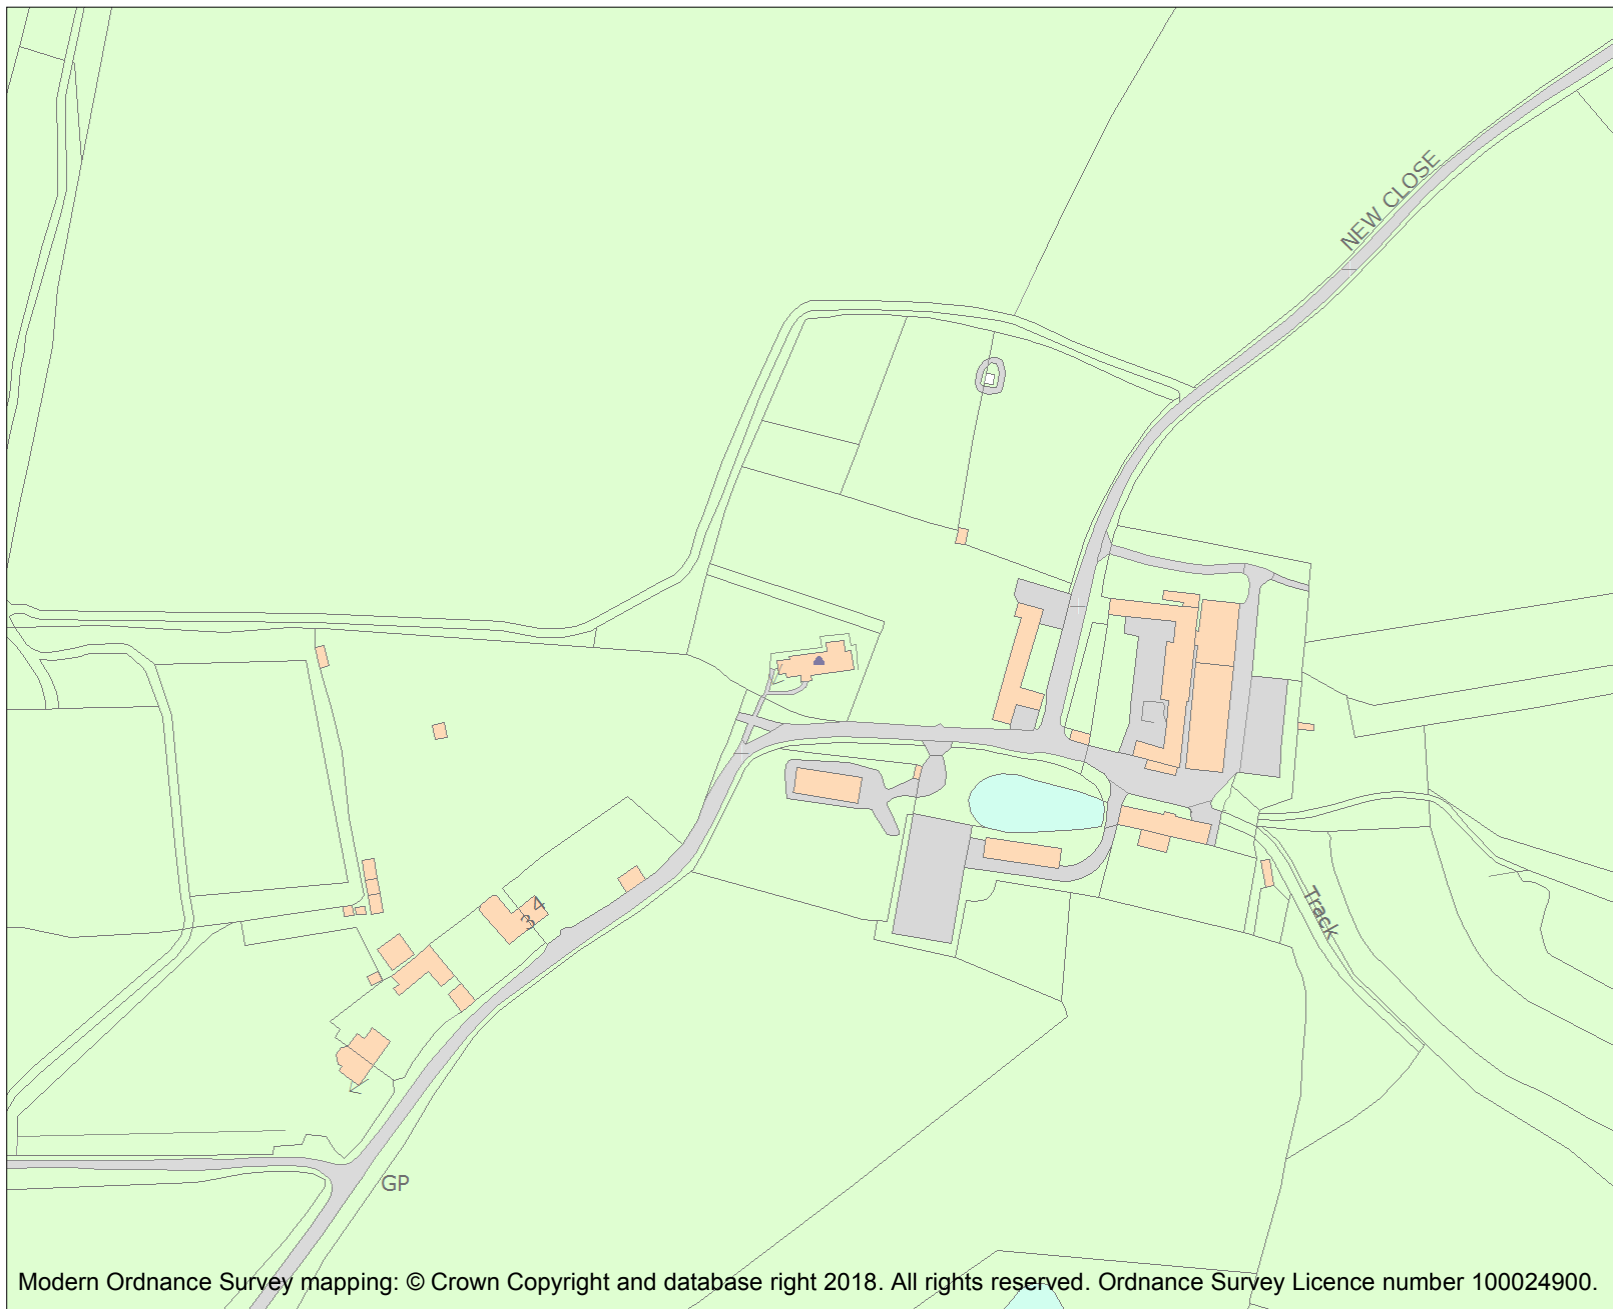 NEW CLOSE
4
3
Track
GP
Modern Ordnance Survey mapping: © Crown Copyright and database right 2018. All rights reserved. Ordnance Survey Licence number 100024900.